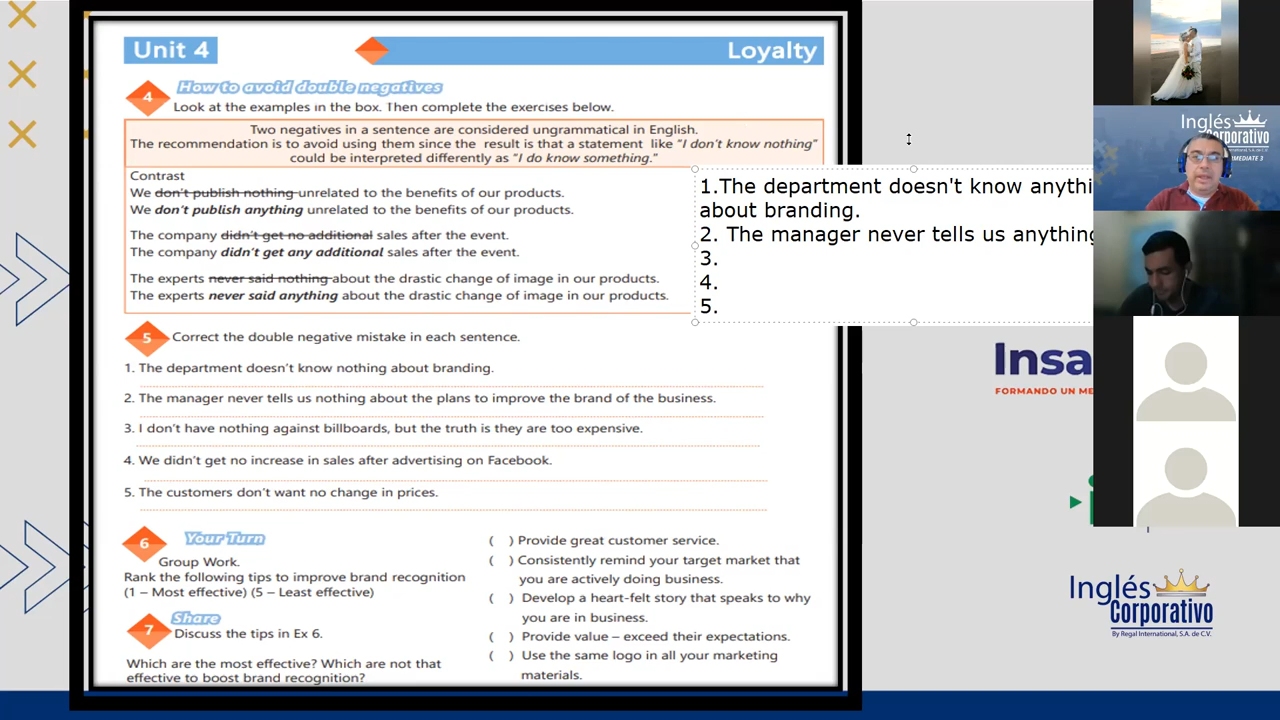 Unit 4
Loyalty
4
How to avoid double negatives
Look at the examples in the box. Then complete the exercises below.
Two negatives in a sentence are considered ungrammatical in English.
The recommendation is to avoid using them since the result is that a statement like "I don't know nothing"
could be interpreted differently as "I do know something."
Contrast
We don't publish nothing unrelated to the benefits of our products.
We don't publish anything unrelated to the benefits of our products.
The company didn't get no additional sales after the event.
The company didn't get any additional sales after the event.
The experts never said nothing about the drastic change of image in our products.
The experts never said anything about the drastic change of image in our products.
1.The department doesn't know anythi
about branding.
2. The manager never tells us anything
3.
4.
5.
5
Correct the double negative mistake in each sentence.
1. The department doesn't know nothing about branding.
2. The manager never tells us nothing about the plans to improve the brand of the business.
3. I don't have nothing against billboards, but the truth is they are too expensive.
4. We didn't get no increase in sales after advertising on Facebook.
5. The customers don't want no change in prices.
6
Your Turn
Group Work.
Rank the following tips to improve brand recognition
(1 – Most effective) (5 – Least effective)
7
Share
Discuss the tips in Ex 6.
Which are the most effective? Which are not that
effective to boost brand recognition?
( ) Provide great customer service.
( ) Consistently remind your target market that
you are actively doing business.
( ) Develop a heart-felt story that speaks to why
you are in business.
( ) Provide value – exceed their expectations.
( ) Use the same logo in all your marketing
materials.
Inglés
Corporativo
MEDIATE 3
Insa
FORMANDO UN ME
Inglés
Corporativo
By Regal International, S.A. de C.V.